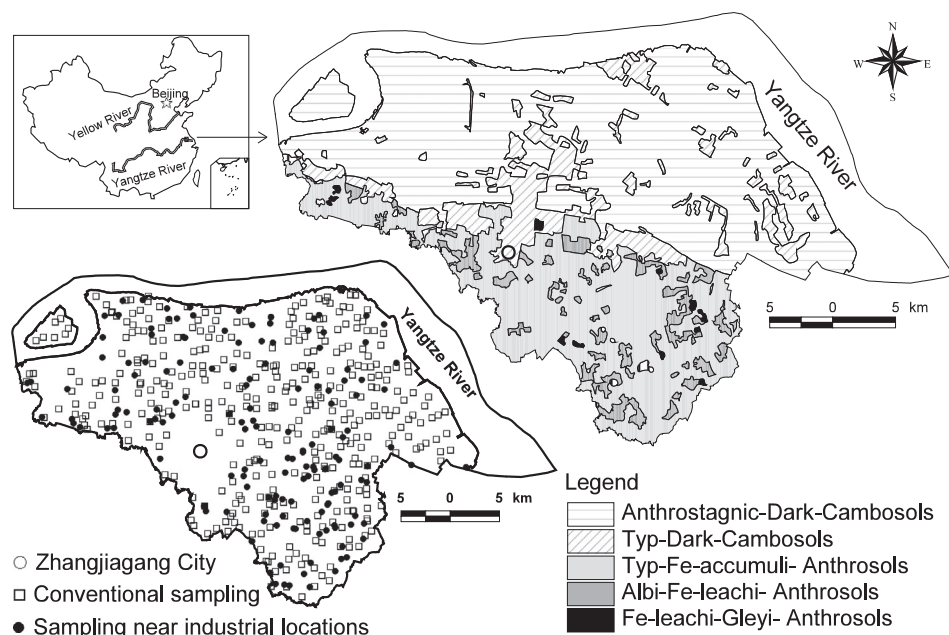 Beijing
Yellow River
Yangtze River
N
W E
S
Yangtze River
5 0 5 km
Yangtze River
5 0 5 km
Zhangjiagang City
Conventional sampling
Sampling near industrial locations
Legend
Anthrostagnic-Dark-Cambosols
Typ-Dark-Cambosols
Typ-Fe-accumuli- Anthrosols
Albi-Fe-leachi- Anthrosols
Fe-leachi-Gleyi- Anthrosols